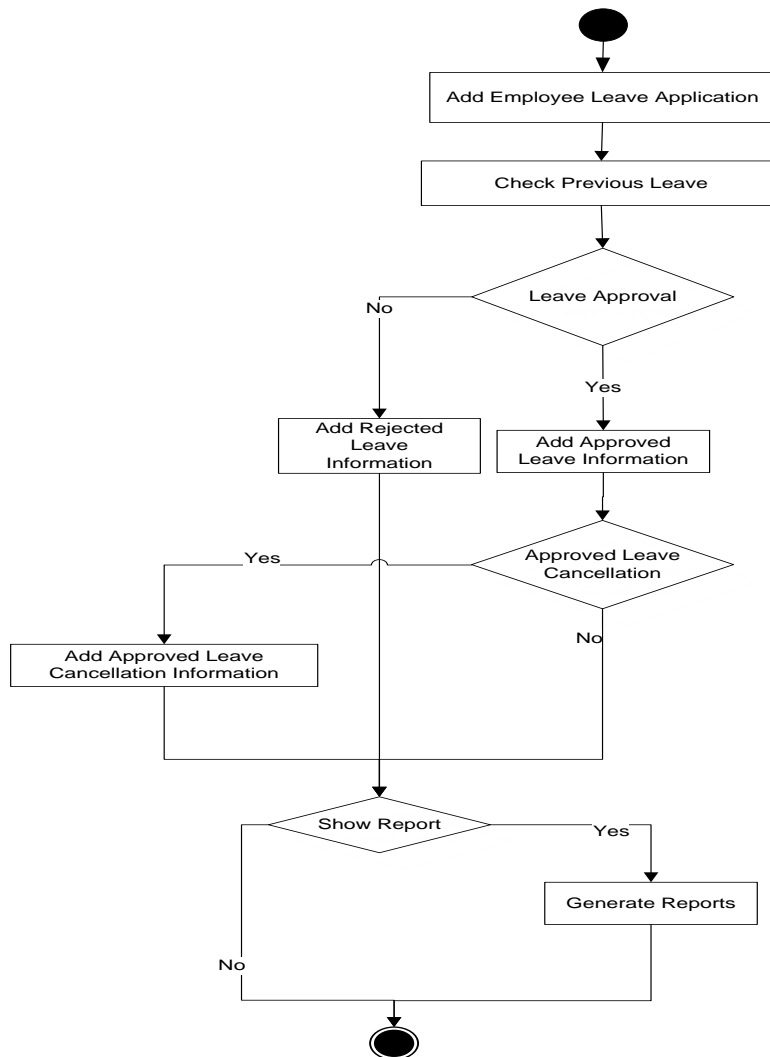 Add Employee Leave Application
Check Previous Leave
Leave Approval
No
Yes
Add Rejected
Leave
Information
Add Approved
Leave Information
Approved Leave
Cancellation
Yes
No
Add Approved Leave
Cancellation Information
Show Report
Yes
Generate Reports
No